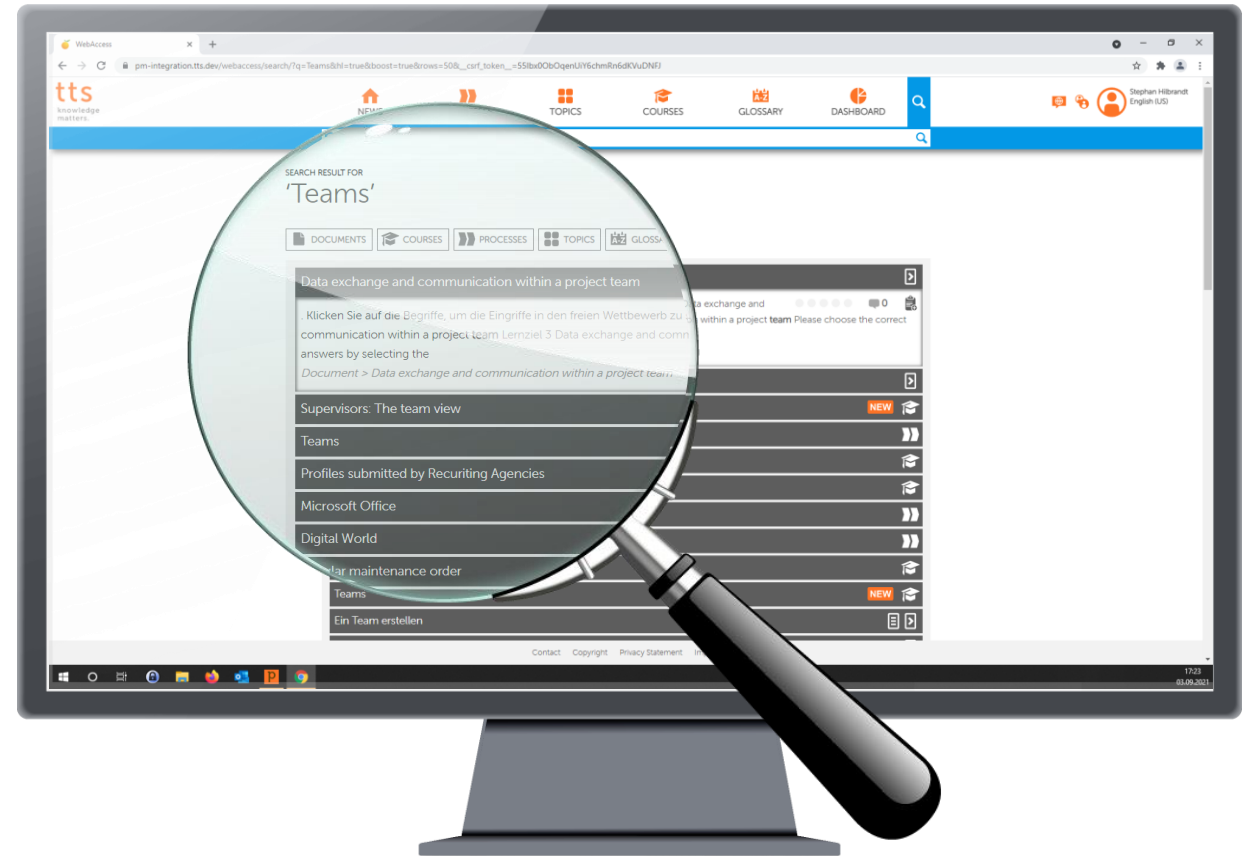 WebAccess
pm-integration.tts.dev/webaccess/search/?q=Teams&hl=true&boost=true&rows=50&_csrf_token_=
tts
knowledge
matters.
TOPICS
COURSES
GLOSSARY
DASHBOARD
Stephan Hilbrandt
English (US)
SEARCH RESULT FOR
'Teams'
DOCUMENTS
COURSES
PROCESSES
TOPICS
Data exchange and communication within a project team
. Klicken Sie auf die Begriffe, um die Eingriffe in den freien Wettbewerb zu
exchange and
0
communication within a project team Lernziel 3 Data exchange and
within a project team Please choose the correct
answers by selecting the
Document > Data exchange and communication within a project team
Supervisors: The team view
NEW
Teams
Profiles submitted by Recuriting Agencies
Microsoft Office
Digital World
maintenance order
Teams
NEW
Ein Team erstellen
Contact Copyright Privacy Statement
17:23
03.09.2021